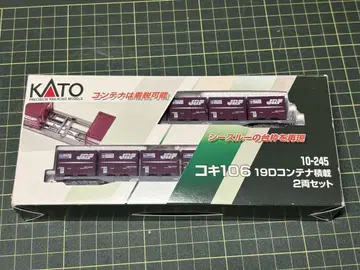 KATO
PRECISION RAILROAD MODELS
コンテナは着脱可能
シースルーの台枠を再現
10-245
コキ106 19Dコンテナ積載
2両セット